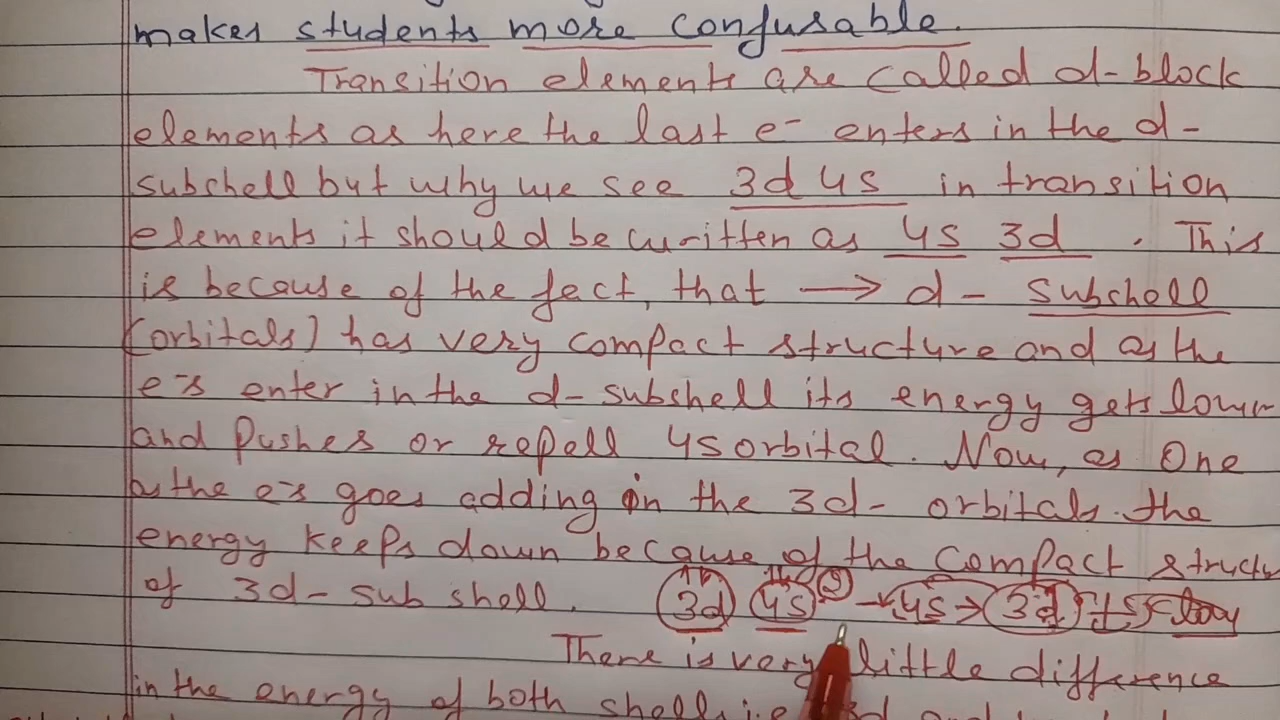 makes students more confusable.
Transition elements are called d-block
elements as here the last e⁻ enters in the d-
subshell but why we see 3d 4s in transition
elements it should be written as 4s 3d. This
is because of the fact, that → d- subshell
(orbitals) has very compact structure and as the
e⁻s enter in the d-subshell its energy gets lower
and pushes or repell 4s orbital. Now, as One
the e⁻s goes adding in the 3d- orbitals. the
energy keeps down because of the compact struct
of 3d-subshell. 3d 4s → 4s > 3d
There is very little difference
in the energy of both shells i.e